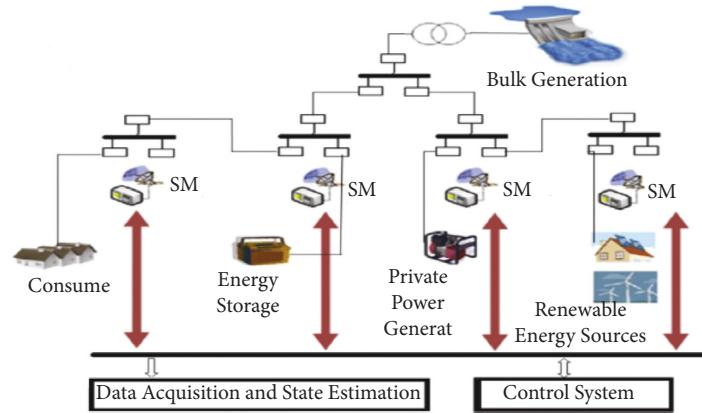 Bulk Generation
SM
SM
SM
SM
Consume
Energy
Storage
Private
Power
Generat
Renewable
Energy Sources
Data Acquisition and State Estimation
Control System